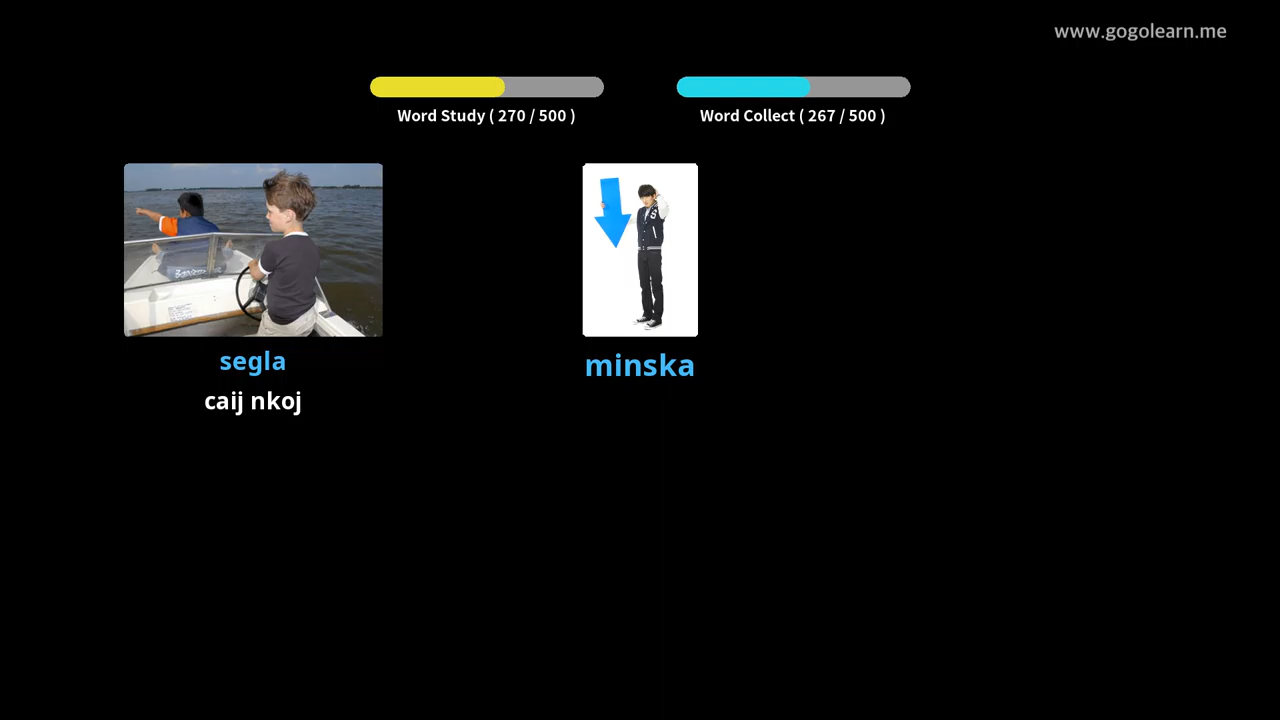 www.gogolearn.me
Word Study ( 270 / 500 )
Word Collect ( 267 / 500 )
segla
caij nkoj
minska